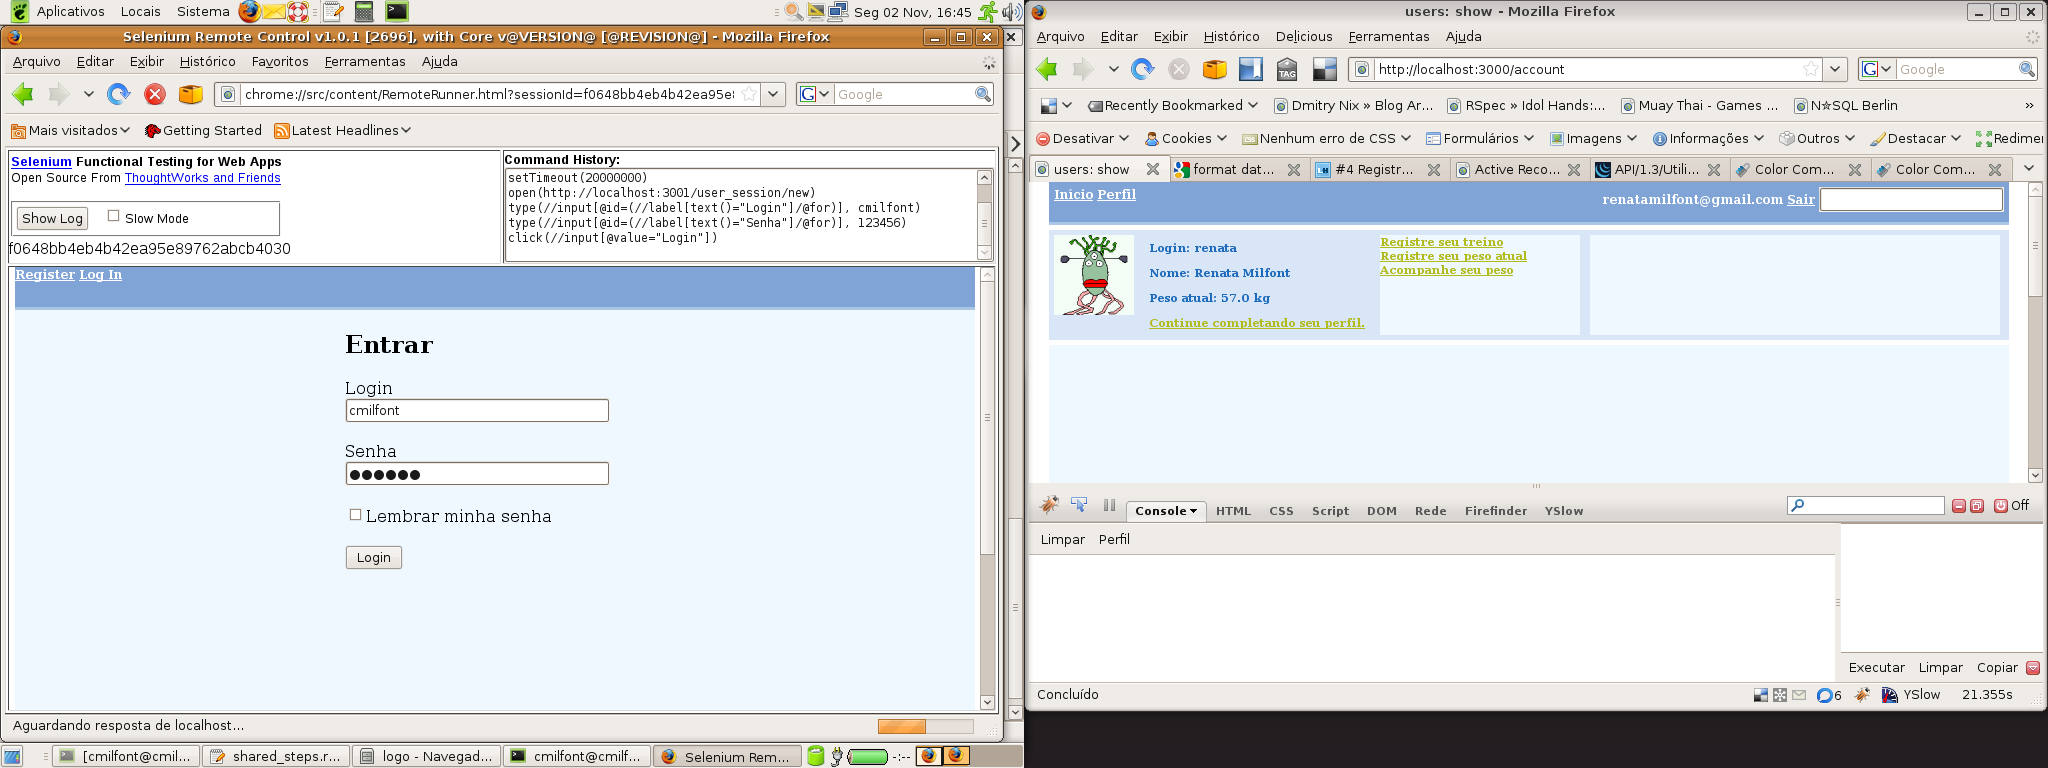 Aplicativos Locais Sistema Seg 02 Nov, 16:45
Selenium Remote Control v1.0.1 [2696], with Core v@VERSION@ [@REVISION@] - Mozilla Firefox
Arquivo Editar Exibir Histórico Favoritos Ferramentas Ajuda
chrome://src/content/RemoteRunner.html?sessionId=f0648bb4eb4b42ea95e8 Google
Mais visitados Getting Started Latest Headlines
Selenium Functional Testing for Web Apps
Open Source From ThoughtWorks and Friends
Show Log Slow Mode
f0648bb4eb4b42ea95e89762abcb4030
Command History:
setTimeout(20000000)
open(http://localhost:3001/user_session/new)
type(//input[@id=(//label[text()="Login"]/@for)], cmilfont)
type(//input[@id=(//label[text()="Senha"]/@for)], 123456)
click(//input[@value="Login"])
Register Log In
Entrar
Login
cmilfont
Senha
●●●●●●
Lembrar minha senha
Login
Aguardando resposta de localhost...
[cmilfont@cmil... shared_steps.r... logo - Navegad... cmilfont@cmilf... Selenium Rem... -:--
users: show - Mozilla Firefox
Arquivo Editar Exibir Histórico Delicious Ferramentas Ajuda
TAG http://localhost:3000/account Google
Recently Bookmarked Dmitry Nix » Blog Ar... RSpec » Idol Hands:... Muay Thai - Games ... N☆SQL Berlin »
Desativar Cookies Nenhum erro de CSS Formulários Imagens Informações Outros Destacar Redimen
users: show format dat... #4 Registr... Active Reco... API/1.3/Utili... Color Com... Color Com...
Início Perfil renatamilfont@gmail.com Sair
Login: renata
Nome: Renata Milfont
Peso atual: 57.0 kg
Continue completando seu perfil.
Registre seu treino
Registre seu peso atual
Acompanhe seu peso
Console HTML CSS Script DOM Rede Firefinder YSlow Off
Limpar Perfil
Executar Limpar Copiar
Concluído 6 YSlow 21.355s